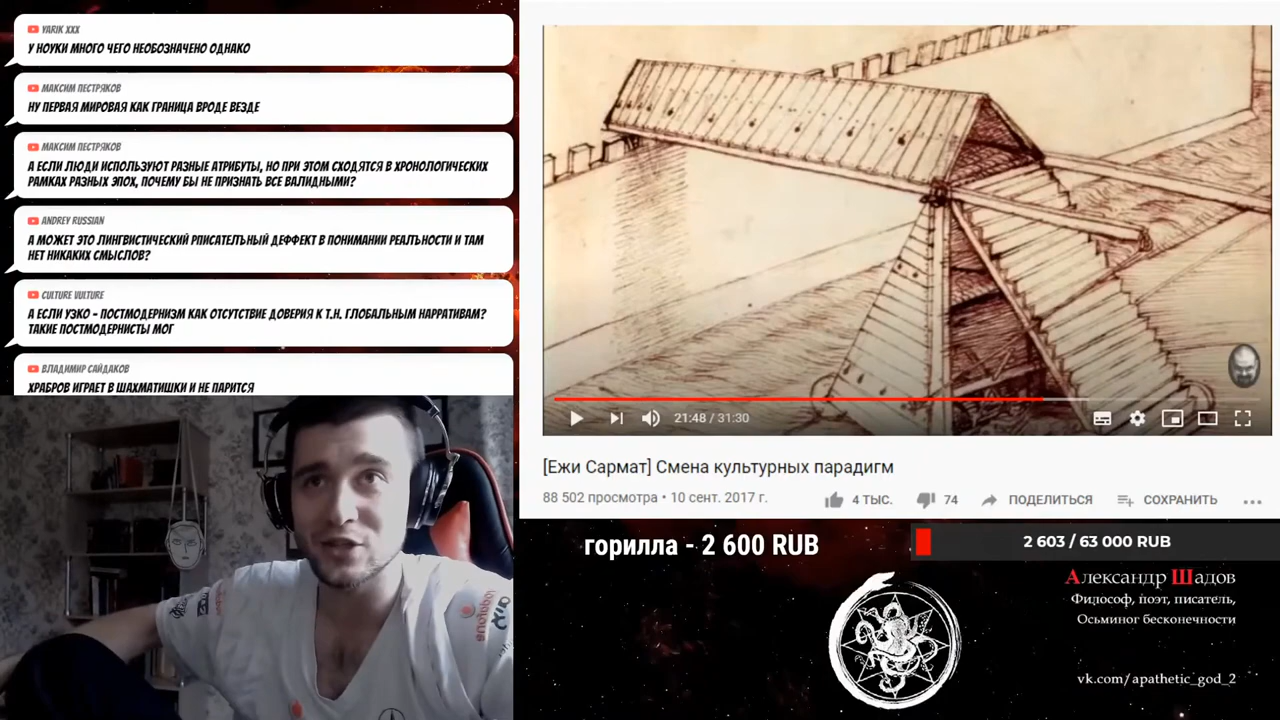 YARIK XXX
У НОУКИ МНОГО ЧЕГО НЕОБОЗНАЧЕНО ОДНАКО
МАКСИМ ПЕСТРЯКОВ
НУ ПЕРВАЯ МИРОВАЯ КАК ГРАНИЦА ВРОДЕ ВЕЗДЕ
МАКСИМ ПЕСТРЯКОВ
А ЕСЛИ ЛЮДИ ИСПОЛЬЗУЮТ РАЗНЫЕ АТРИБУТЫ, НО ПРИ ЭТОМ СХОДЯТСЯ В ХРОНОЛОГИЧЕСКИХ
РАМКАХ РАЗНЫХ ЭПОХ, ПОЧЕМУ БЫ НЕ ПРИЗНАТЬ ВСЕ ВАЛИДНЫМИ?
ANDREY RUSSIAN
А МОЖЕТ ЭТО ЛИНГВИСТИЧЕСКИЙ РПИСАТЕЛЪНЫЙ ДЕФФЕКТ В ПОНИМАНИИ РЕАЛЪНОСТИ И ТАМ
НЕТ НИКАКИХ СМЫСЛОВ?
CULTURE VULTURE
А ЕСЛИ УЗКО - ПОСТМОДЕРНИЗМ КАК ОТСУТСТВИЕ ДОВЕРИЯ К Т.Н. ГЛОБАЛЬНЫМ НАРРАТИВАМ?
ТАКИЕ ПОСТМОДЕРНИСТЫ МОГ
ВЛАДИМИР САЙДАКОВ
ХРАБРОВ ИГРАЕТ В ШАХМАТИШКИ И НЕ ПАРИТСЯ
21:48 / 31:30
[Ежи Сармат] Смена культурных парадигм
88 502 просмотра • 10 сент. 2017 г.
4 ТЫС.
74
ПОДЕЛИТЬСЯ
СОХРАНИТЬ
горилла - 2 600 RUB
2 603 / 63 000 RUB
Александр Шадов
Философ, поэт, писатель,
Осьминог бесконечности
vk.com/apathetic_god_2